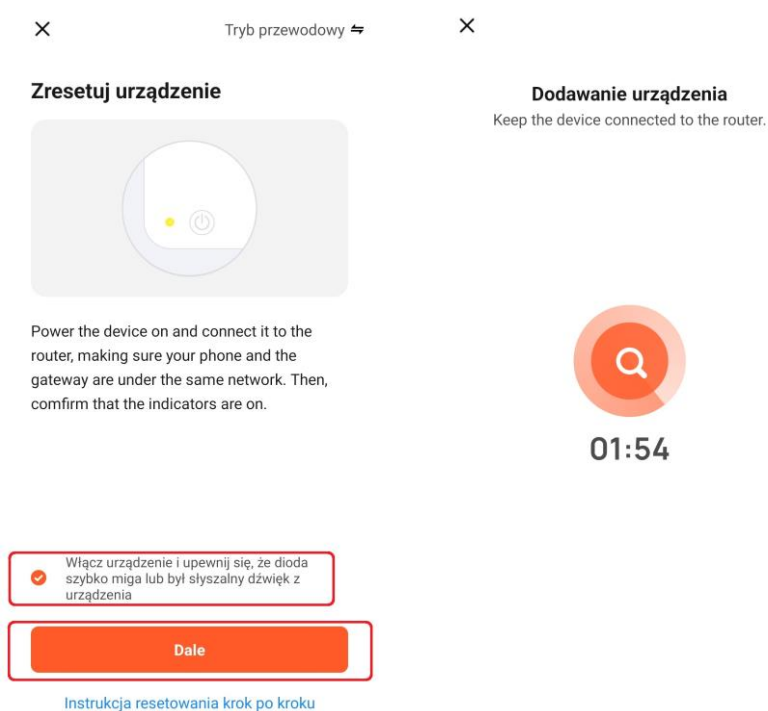 Tryb przewodowy
Zresetuj urządzenie
Power the device on and connect it to the
router, making sure your phone and the
gateway are under the same network. Then,
comfirm that the indicators are on.
Włącz urządzenie i upewnij się, że dioda
szybko miga lub był słyszalny dźwięk z
urządzenia
Dale
Instrukcja resetowania krok po kroku
Dodawanie urządzenia
Keep the device connected to the router.
01:54